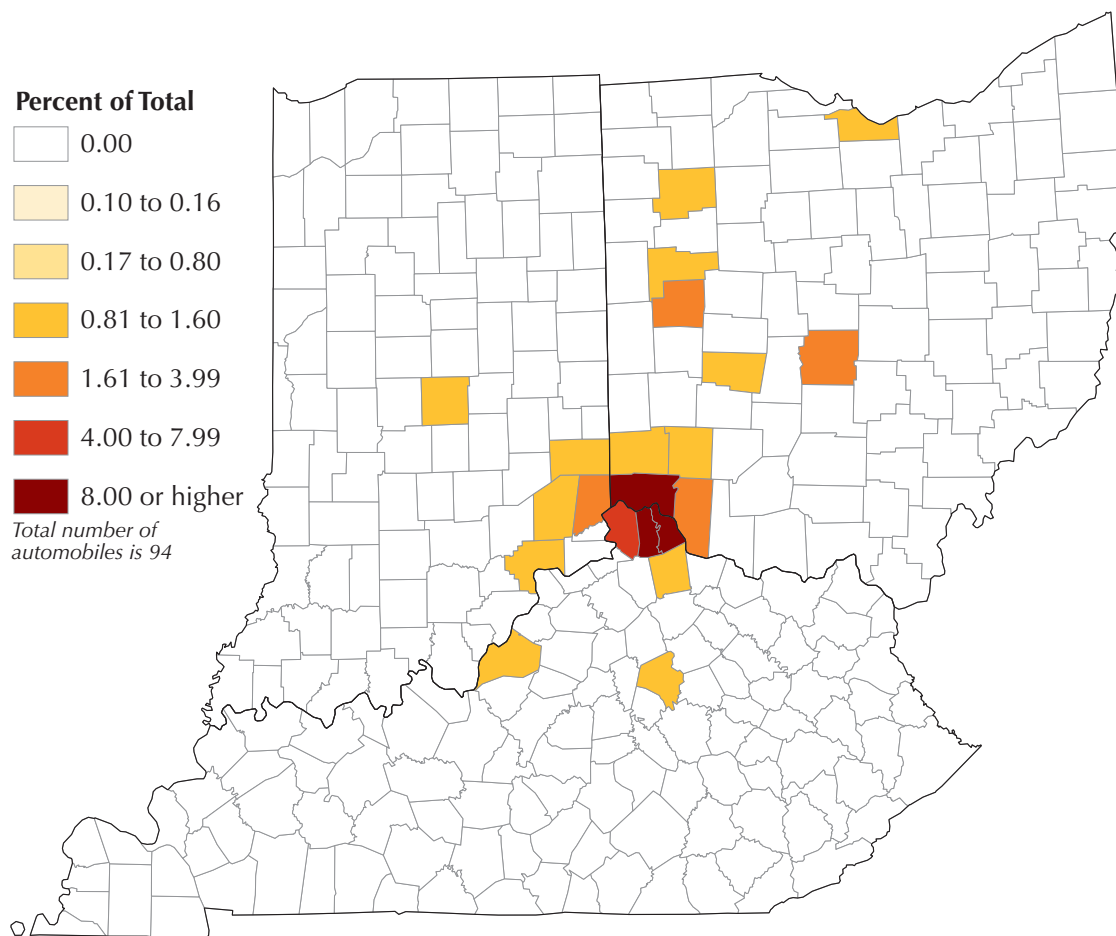 Percent of Total
0.00
0.10 to 0.16
0.17 to 0.80
0.81 to 1.60
1.61 to 3.99
4.00 to 7.99
8.00 or higher
Total number of
automobiles is 94